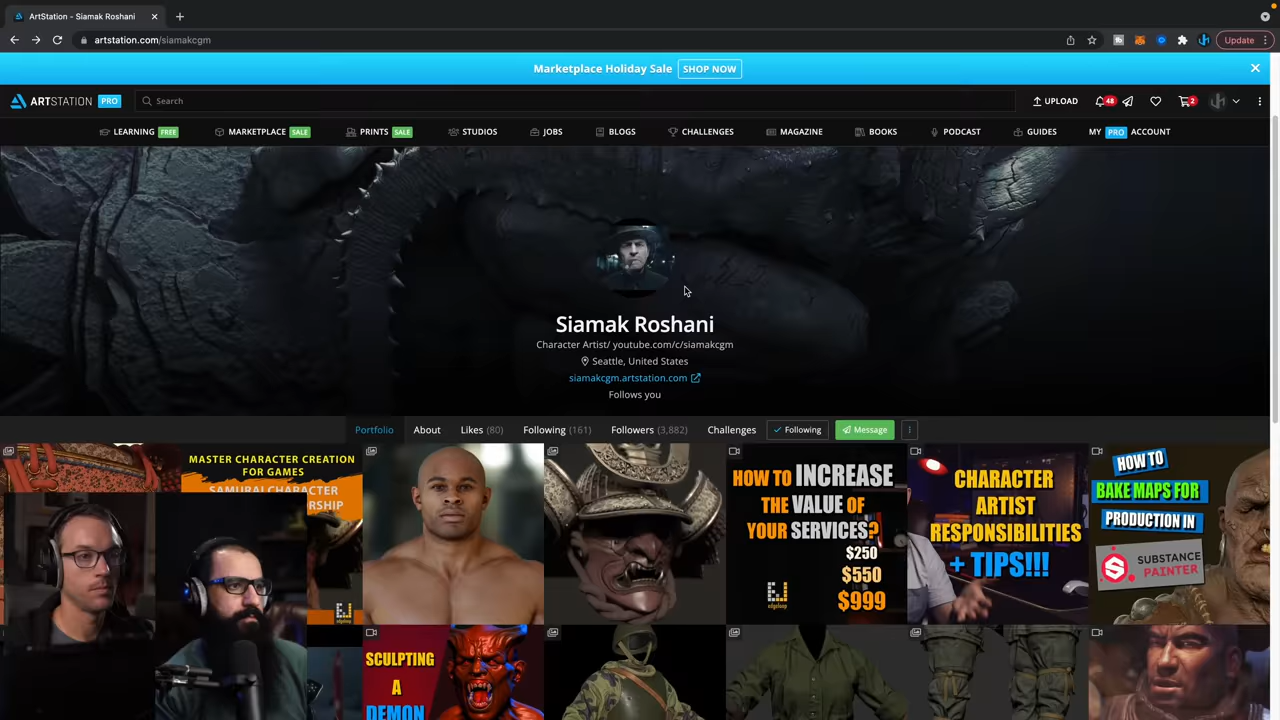 ArtStation - Siamak Roshani
artstation.com/siamakcgm
Update
Marketplace Holiday Sale
SHOP NOW
ARTSTATION PRO
Search
UPLOAD
48
2
LEARNING FREE
MARKETPLACE SALE
PRINTS SALE
STUDIOS
JOBS
BLOGS
CHALLENGES
MAGAZINE
BOOKS
PODCAST
GUIDES
MY PRO ACCOUNT
Siamak Roshani
Character Artist/ youtube.com/c/siamakcgm
Seattle, United States
siamakcgm.artstation.com
Follows you
Portfolio
About
Likes (80)
Following (161)
Followers (3,882)
Challenges
Following
Message
MASTER CHARACTER CREATION
FOR GAMES
SAMURAI CHARACTER
HOW TO INCREASE
THE VALUE OF
YOUR SERVICES?
$250
$550
$999
edgeloop
CHARACTER
ARTIST
RESPONSIBILITIES
+ TIPS!!!
HOW TO
BAKE MAPS FOR
PRODUCTION IN
SUBSTANCE
PAINTER
SCULPTING
A
DEMON